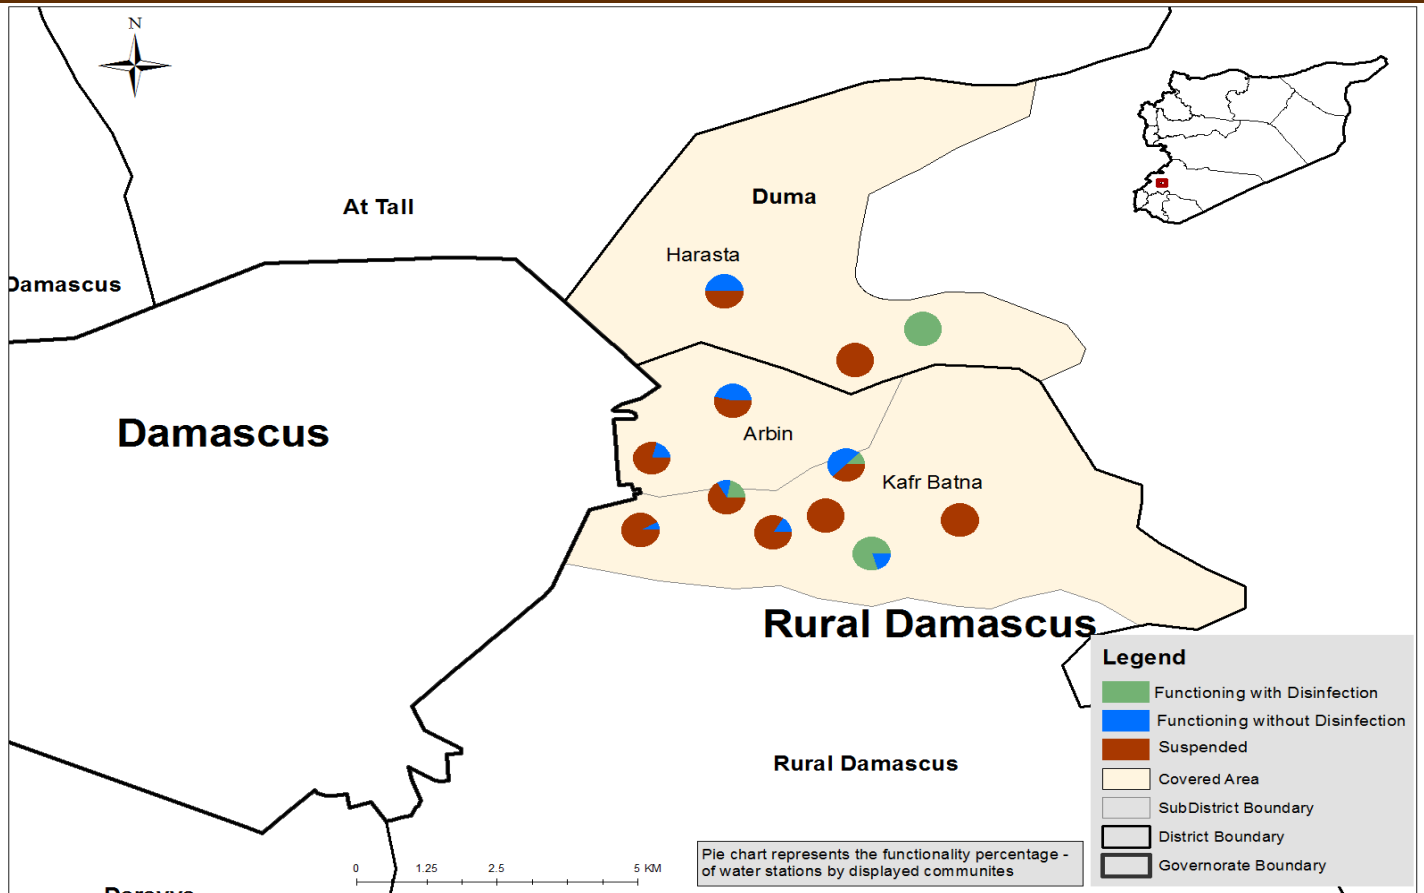 N
At Tall
Duma
Harasta
Damascus
Damascus
Arbin
Kafr Batna
Rural Damascus
Legend
Functioning with Disinfection
Functioning without Disinfection
Suspended
Covered Area
SubDistrict Boundary
District Boundary
Governorate Boundary
Rural Damascus
Pie chart represents the functionality percentage -
of water stations by displayed communites
0 1.25 2.5 5 KM